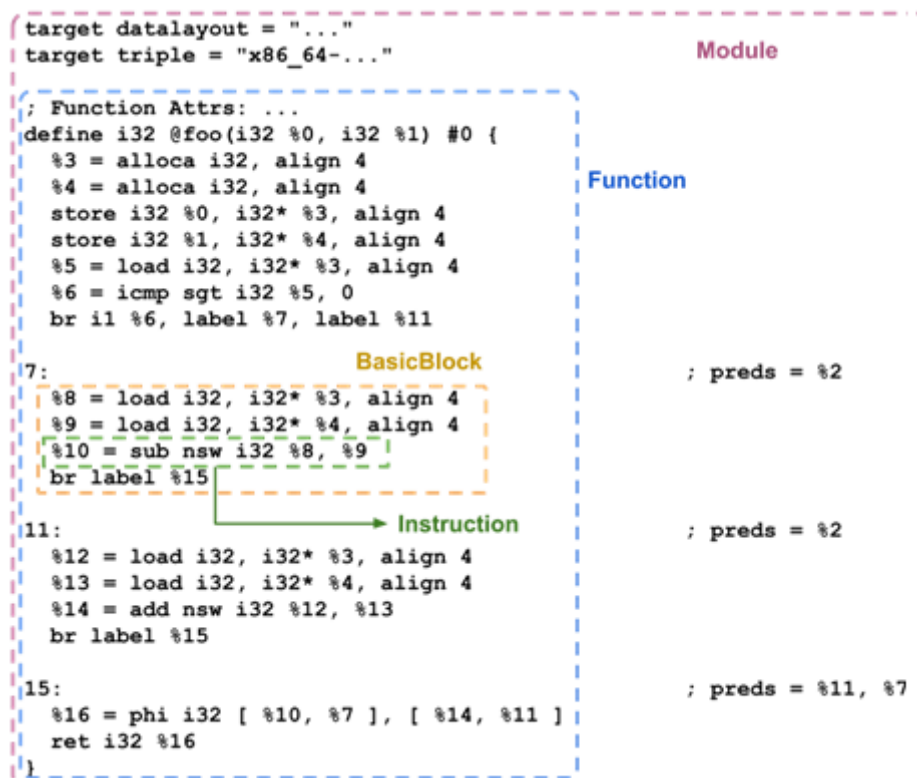 target datalayout = "..."
target triple = "x86_64-..."
Module
; Function Attrs: ...
define i32 @foo(i32 %0, i32 %1) #0 {
%3 = alloca i32, align 4
%4 = alloca i32, align 4
Function
store i32 %0, i32* %3, align 4
store i32 %1, i32* %4, align 4
%5 = load i32, i32* %3, align 4
%6 = icmp sgt i32 %5, 0
br i1 %6, label %7, label %11
BasicBlock
7: ; preds = %2
%8 = load i32, i32* %3, align 4
%9 = load i32, i32* %4, align 4
%10 = sub nsw i32 %8, %9
br label %15
Instruction
11: ; preds = %2
%12 = load i32, i32* %3, align 4
%13 = load i32, i32* %4, align 4
%14 = add nsw i32 %12, %13
br label %15
15: ; preds = %11, %7
%16 = phi i32 [ %10, %7 ], [ %14, %11 ]
ret i32 %16
}